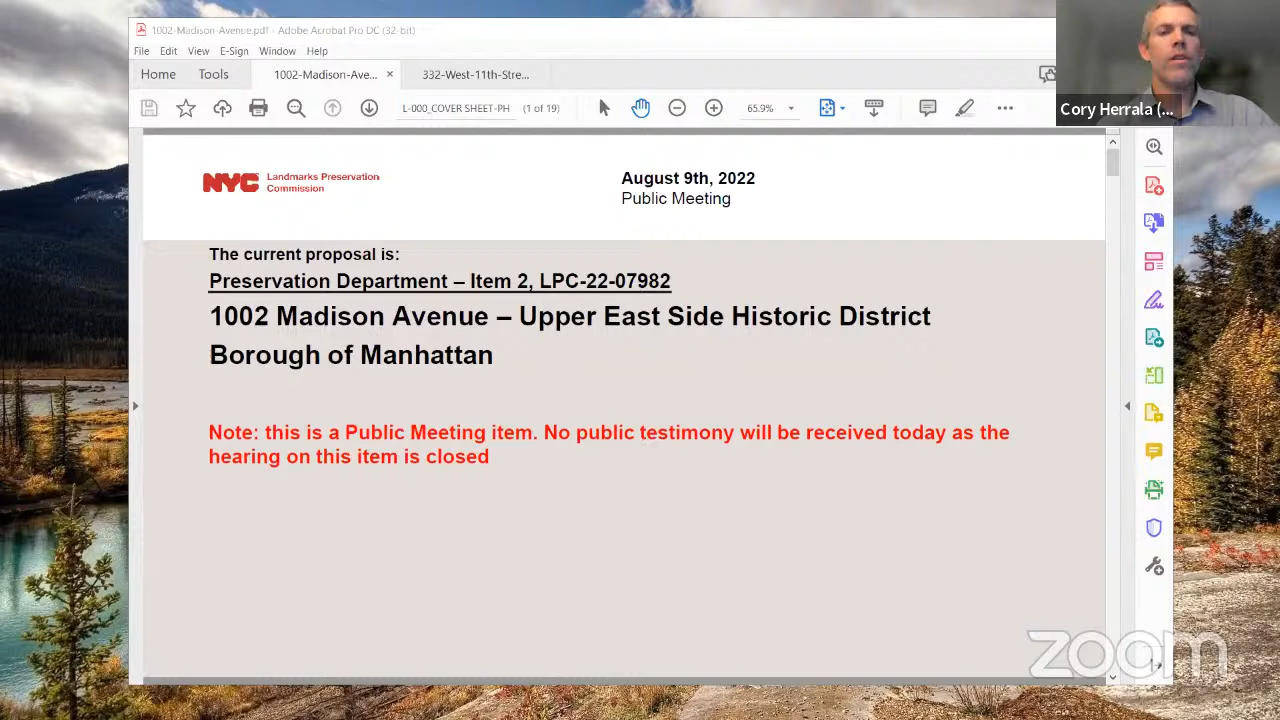 1002-Madison-Avenue.pdf - Adobe Acrobat Pro DC (32-bit)
File Edit View E-Sign Window Help
Home Tools 1002-Madison-Ave... × 332-West-11th-Stre...
L-000_COVER SHEET-PH (1 of 19) 65.9%
Cory Herrala (...
NYC Landmarks Preservation
Commission
August 9th, 2022
Public Meeting
The current proposal is:
Preservation Department – Item 2, LPC-22-07982
1002 Madison Avenue – Upper East Side Historic District
Borough of Manhattan
Note: this is a Public Meeting item. No public testimony will be received today as the
hearing on this item is closed
zoom